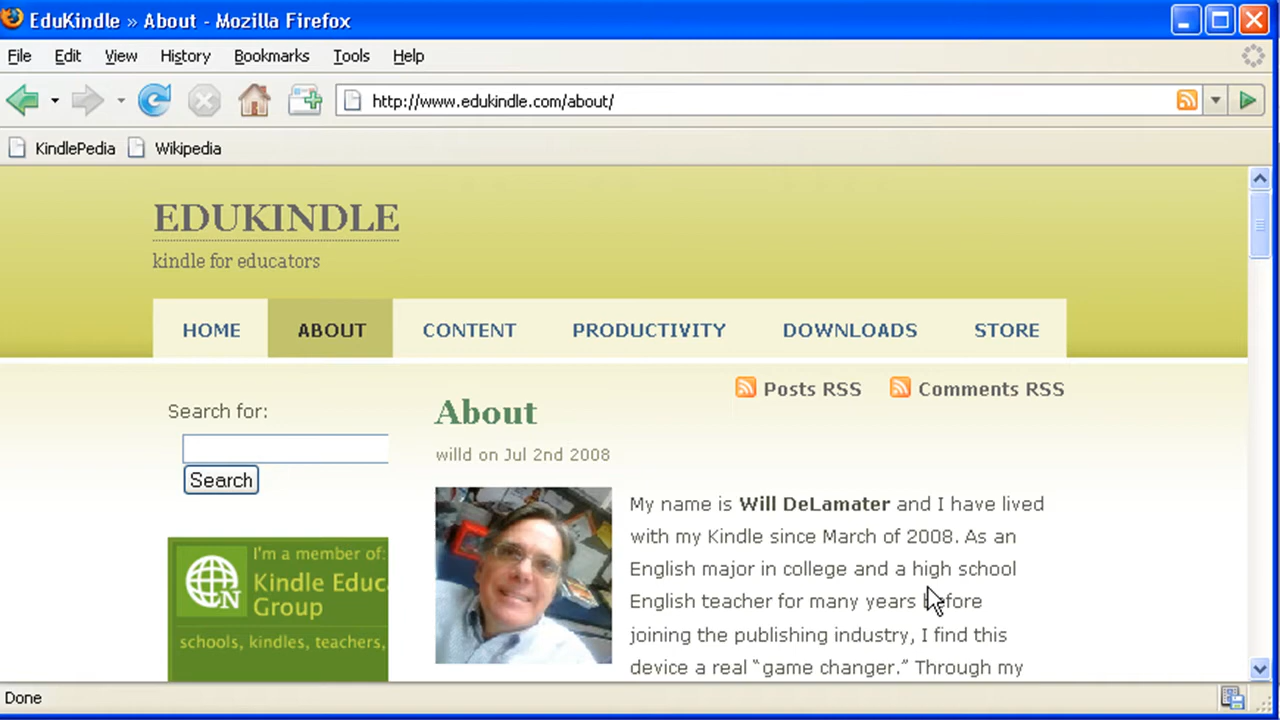 EduKindle » About - Mozilla Firefox
File Edit View History Bookmarks Tools Help
http://www.edukindle.com/about/
KindlePedia Wikipedia
EDUKINDLE
kindle for educators
HOME ABOUT CONTENT PRODUCTIVITY DOWNLOADS STORE
Posts RSS Comments RSS
Search for:
Search
I'm a member of:
Kindle Educ
Group
schools, kindles, teachers,
About
willd on Jul 2nd 2008
My name is Will DeLamater and I have lived
with my Kindle since March of 2008. As an
English major in college and a high school
English teacher for many years before
joining the publishing industry, I find this
device a real “game changer.” Through my
Done